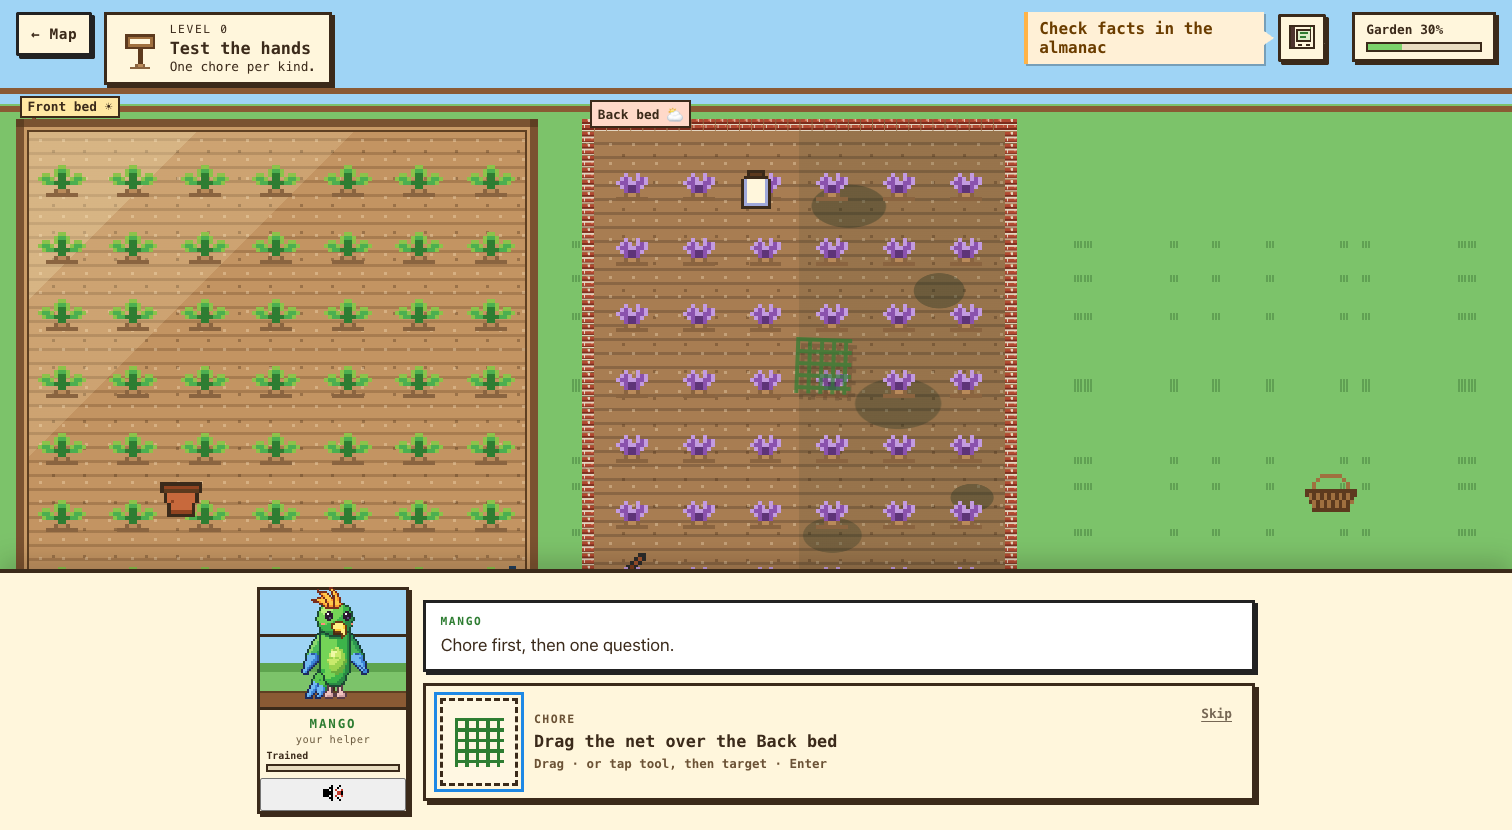 ← Map
LEVEL 0
Test the hands
One chore per kind.
Check facts in the
almanac
Garden 30%
Front bed ☀
Back bed ⛅
MANGO
your helper
Trained
MANGO
Chore first, then one question.
CHORE
Drag the net over the Back bed
Drag · or tap tool, then target · Enter
Skip